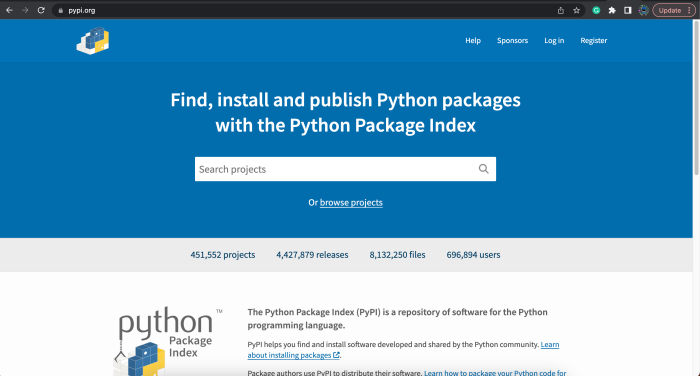 pypi.org
Update
Help Sponsors Log in Register
Find, install and publish Python packages
with the Python Package Index
Search projects
Or browse projects
451,552 projects 4,427,879 releases 8,132,250 files 696,894 users
python™
Package
Index
The Python Package Index (PyPI) is a repository of software for the Python
programming language.
PyPI helps you find and install software developed and shared by the Python community. Learn
about installing packages.
Package authors use PyPI to distribute their software. Learn how to package your Python code for